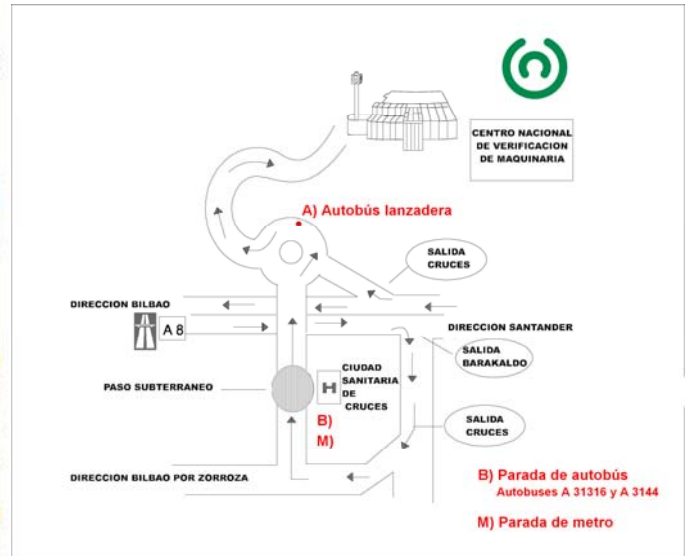 CENTRO NACIONAL
DE VERIFICACION
DE MAQUINARIA
A) Autobús lanzadera
SALIDA
CRUCES
DIRECCION BILBAO
A 8
DIRECCION SANTANDER
SALIDA
BARAKALDO
PASO SUBTERRANEO
H
CIUDAD
SANITARIA
DE
CRUCES
B)
M)
SALIDA
CRUCES
DIRECCION BILBAO POR ZORROZA
B) Parada de autobús
Autobuses A 31316 y A 3144
M) Parada de metro